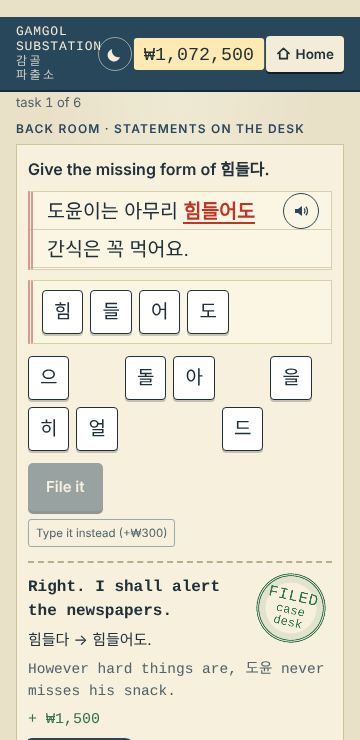 GAMGOL
SUBSTATION
감골
파출소
₩1,072,500
Home
task 1 of 6
BACK ROOM · STATEMENTS ON THE DESK
Give the missing form of 힘들다.
도윤이는 아무리 힘들어도
간식은 꼭 먹어요.
힘 들 어 도
으 돌 아 을
히 얼 드
File it
Type it instead (+₩300)
Right. I shall alert
the newspapers.
FILED
case
desk
힘들다 → 힘들어도.
However hard things are, 도윤 never
misses his snack.
+ ₩1,500